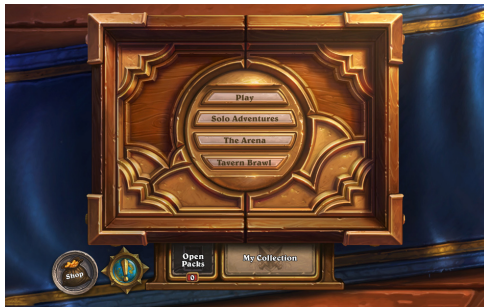 Play
Solo Adventures
The Arena
Tavern Brawl
Shop
Open
Packs
0
My Collection